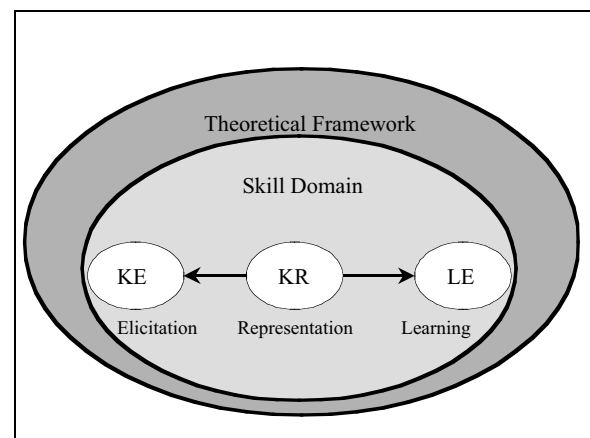 Theoretical Framework
Skill Domain
KE KR LE
Elicitation Representation Learning